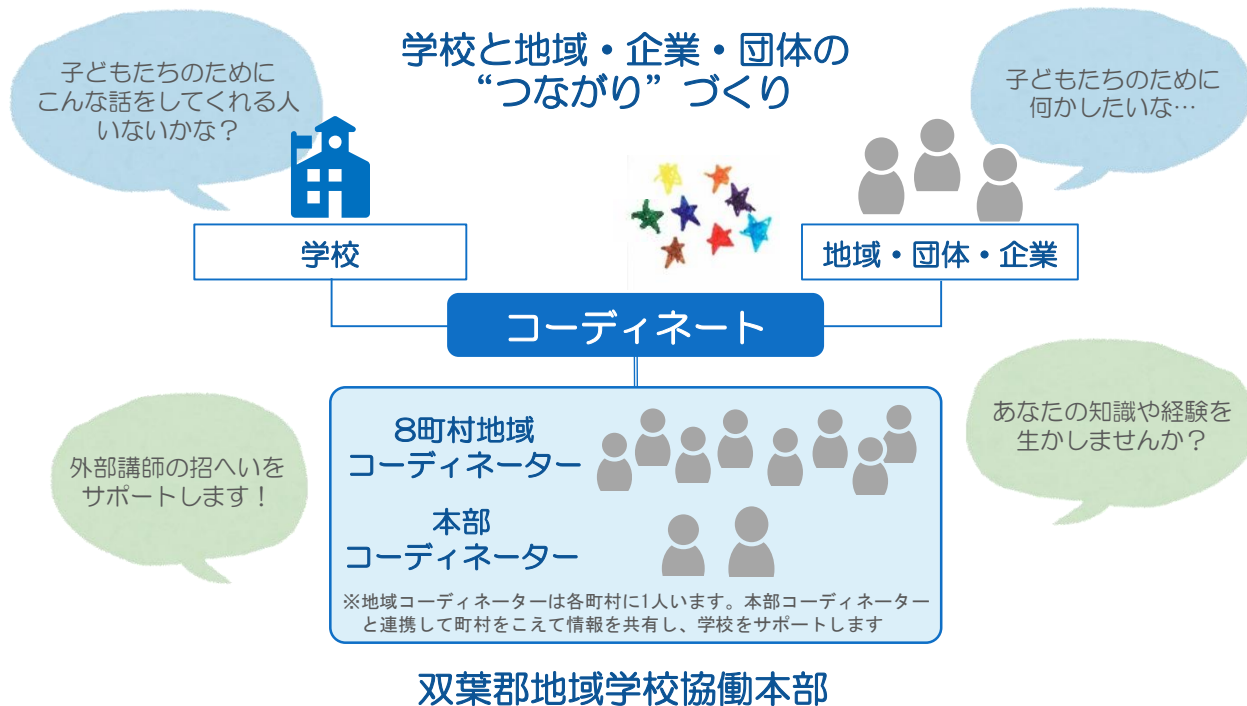 学校と地域・企業・団体の
“つながり”づくり
子どもたちのために
こんな話をしてくれる人
いないかな？
子どもたちのために
何かしたいな…
学校
地域・団体・企業
コーディネート
8町村地域
コーディネーター
本部
コーディネーター
※地域コーディネーターは各町村に1人います。本部コーディネーター
と連携して町村をこえて情報を共有し、学校をサポートします
外部講師の招へいを
サポートします！
あなたの知識や経験を
生かしませんか？
双葉郡地域学校協働本部